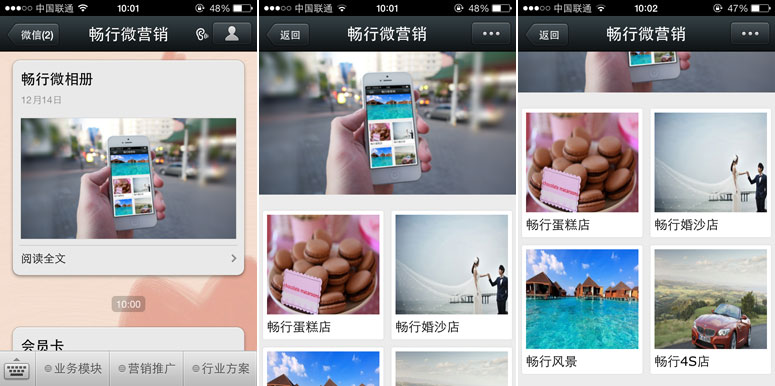 中国联通
10:01
48%
微信(2)
畅行微营销
畅行微相册
12月14日
阅读全文
10:00
会员卡
业务模块
营销推广
行业方案
中国联通
10:01
48%
返回
畅行微营销
chocolate macaroons
畅行蛋糕店
畅行婚沙店
中国联通
10:02
47%
返回
畅行微营销
chocolate macaroons
畅行蛋糕店
畅行婚沙店
畅行风景
畅行4S店